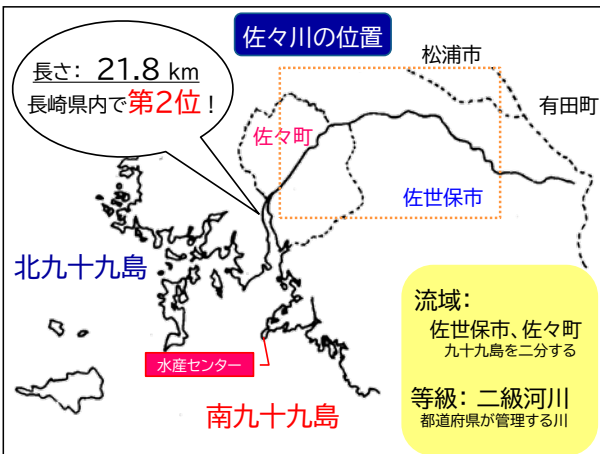 佐々川の位置
長さ: 21.8 km
長崎県内で第2位!
松浦市
有田町
佐々町
佐世保市
北九十九島
水産センター
南九十九島
流域:
佐世保市、佐々町
九十九島を二分する
等級: 二級河川
都道府県が管理する川